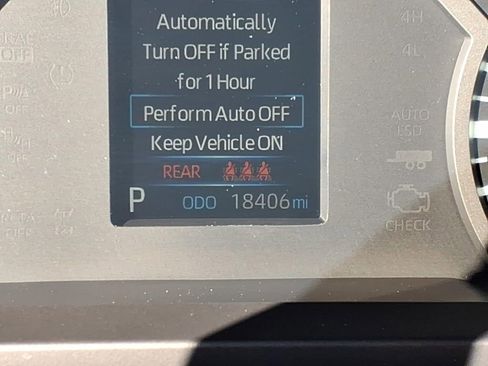 Automatically
Turn OFF if Parked
for 1 Hour
Perform Auto OFF
Keep Vehicle ON
REAR
P ODO 18406 mi
OFF
OFF
4H
4L
AUTO
LSD
CHECK